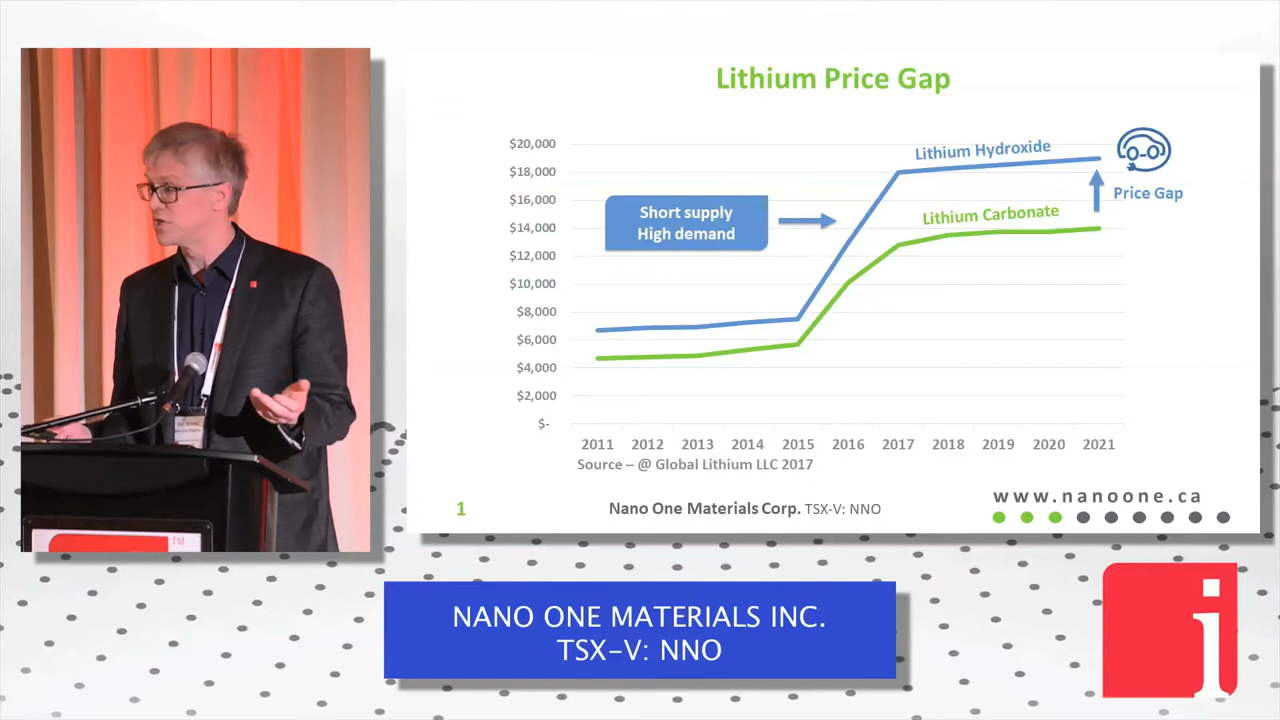 Lithium Price Gap
$20,000
$18,000
$16,000
$14,000
$12,000
$10,000
$8,000
$6,000
$4,000
$2,000
$-
Lithium Hydroxide
Price Gap
Lithium Carbonate
Short supply
High demand
2011 2012 2013 2014 2015 2016 2017 2018 2019 2020 2021
Source – @ Global Lithium LLC 2017
1
Nano One Materials Corp. TSX-V: NNO
www.nanoone.ca
TM
NANO ONE MATERIALS INC.
TSX-V: NNO
i